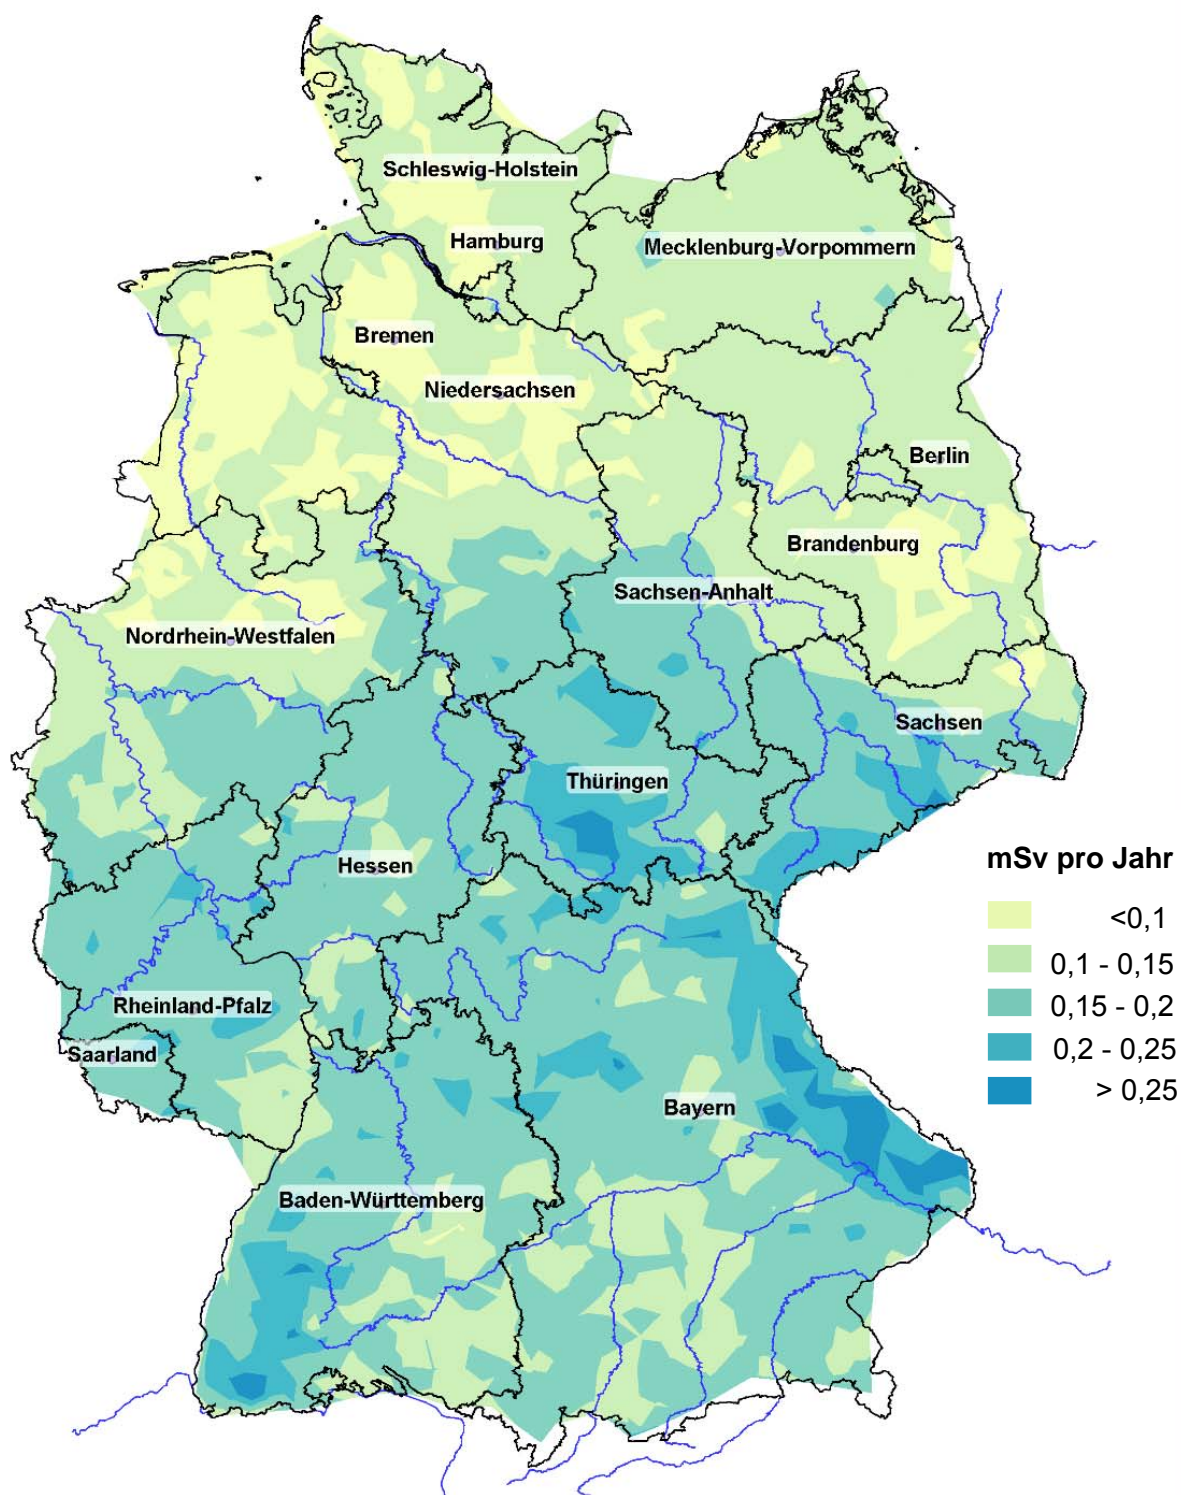 Schleswig-Holstein
Hamburg
Mecklenburg-Vorpommern
Bremen
Niedersachsen
Berlin
Brandenburg
Sachsen-Anhalt
Nordrhein-Westfalen
Sachsen
Thüringen
Hessen
Rheinland-Pfalz
Saarland
Bayern
Baden-Württemberg
mSv pro Jahr
<0,1
0,1 - 0,15
0,15 - 0,2
0,2 - 0,25
> 0,25